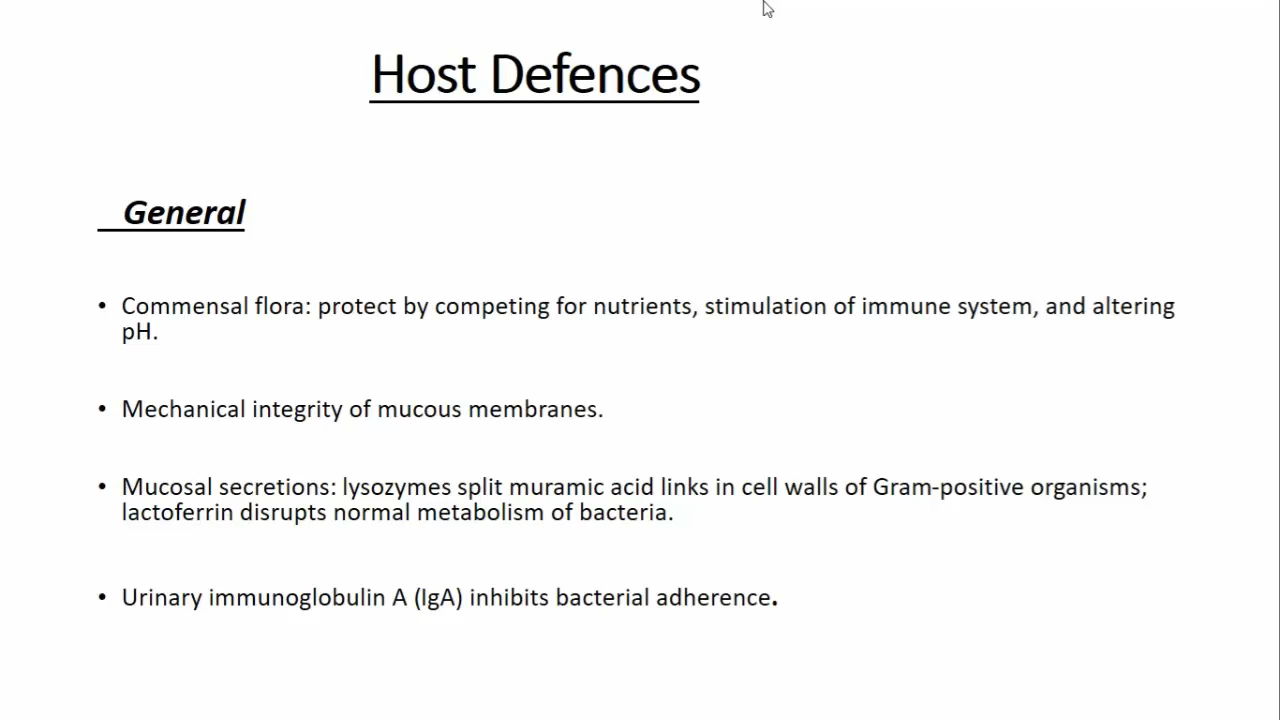 Host Defences
General
• Commensal flora: protect by competing for nutrients, stimulation of immune system, and altering
pH.
• Mechanical integrity of mucous membranes.
• Mucosal secretions: lysozymes split muramic acid links in cell walls of Gram-positive organisms;
lactoferrin disrupts normal metabolism of bacteria.
• Urinary immunoglobulin A (IgA) inhibits bacterial adherence.